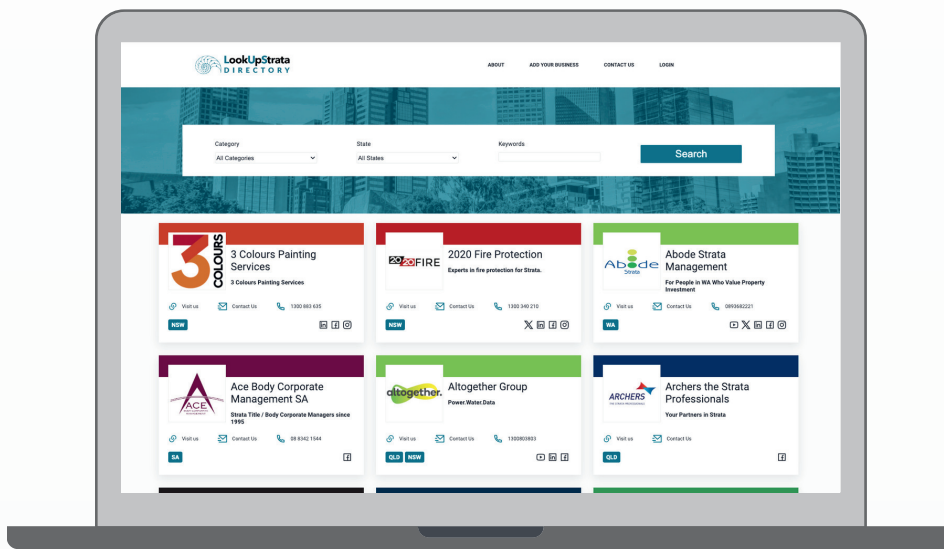 LookUpStrata
DIRECTORY
ABOUT
ADD YOUR BUSINESS
CONTACT US
LOGIN
Category
State
Keywords
All Categories
All States
Search
3 COLOURS
3 Colours Painting
Services
3 Colours Painting Services
Visit us
Contact Us
1300 883 635
NSW
2020FIRE
2020 Fire Protection
Experts in fire protection for Strata.
Visit us
Contact Us
1300 340 210
NSW
Abode
Strata
Abode Strata
Management
For People in WA Who Value Property
Investment
Visit us
Contact Us
0893682221
WA
ACE
Ace Body Corporate
Management SA
Strata Title / Body Corporate Managers since
1995
Visit us
Contact Us
08 8342 1544
SA
altogether.
Altogether Group
Power.Water.Data
Visit us
Contact Us
1300803803
QLD
NSW
ARCHERS
Archers the Strata
Professionals
Your Partners in Strata
Visit us
Contact Us
QLD